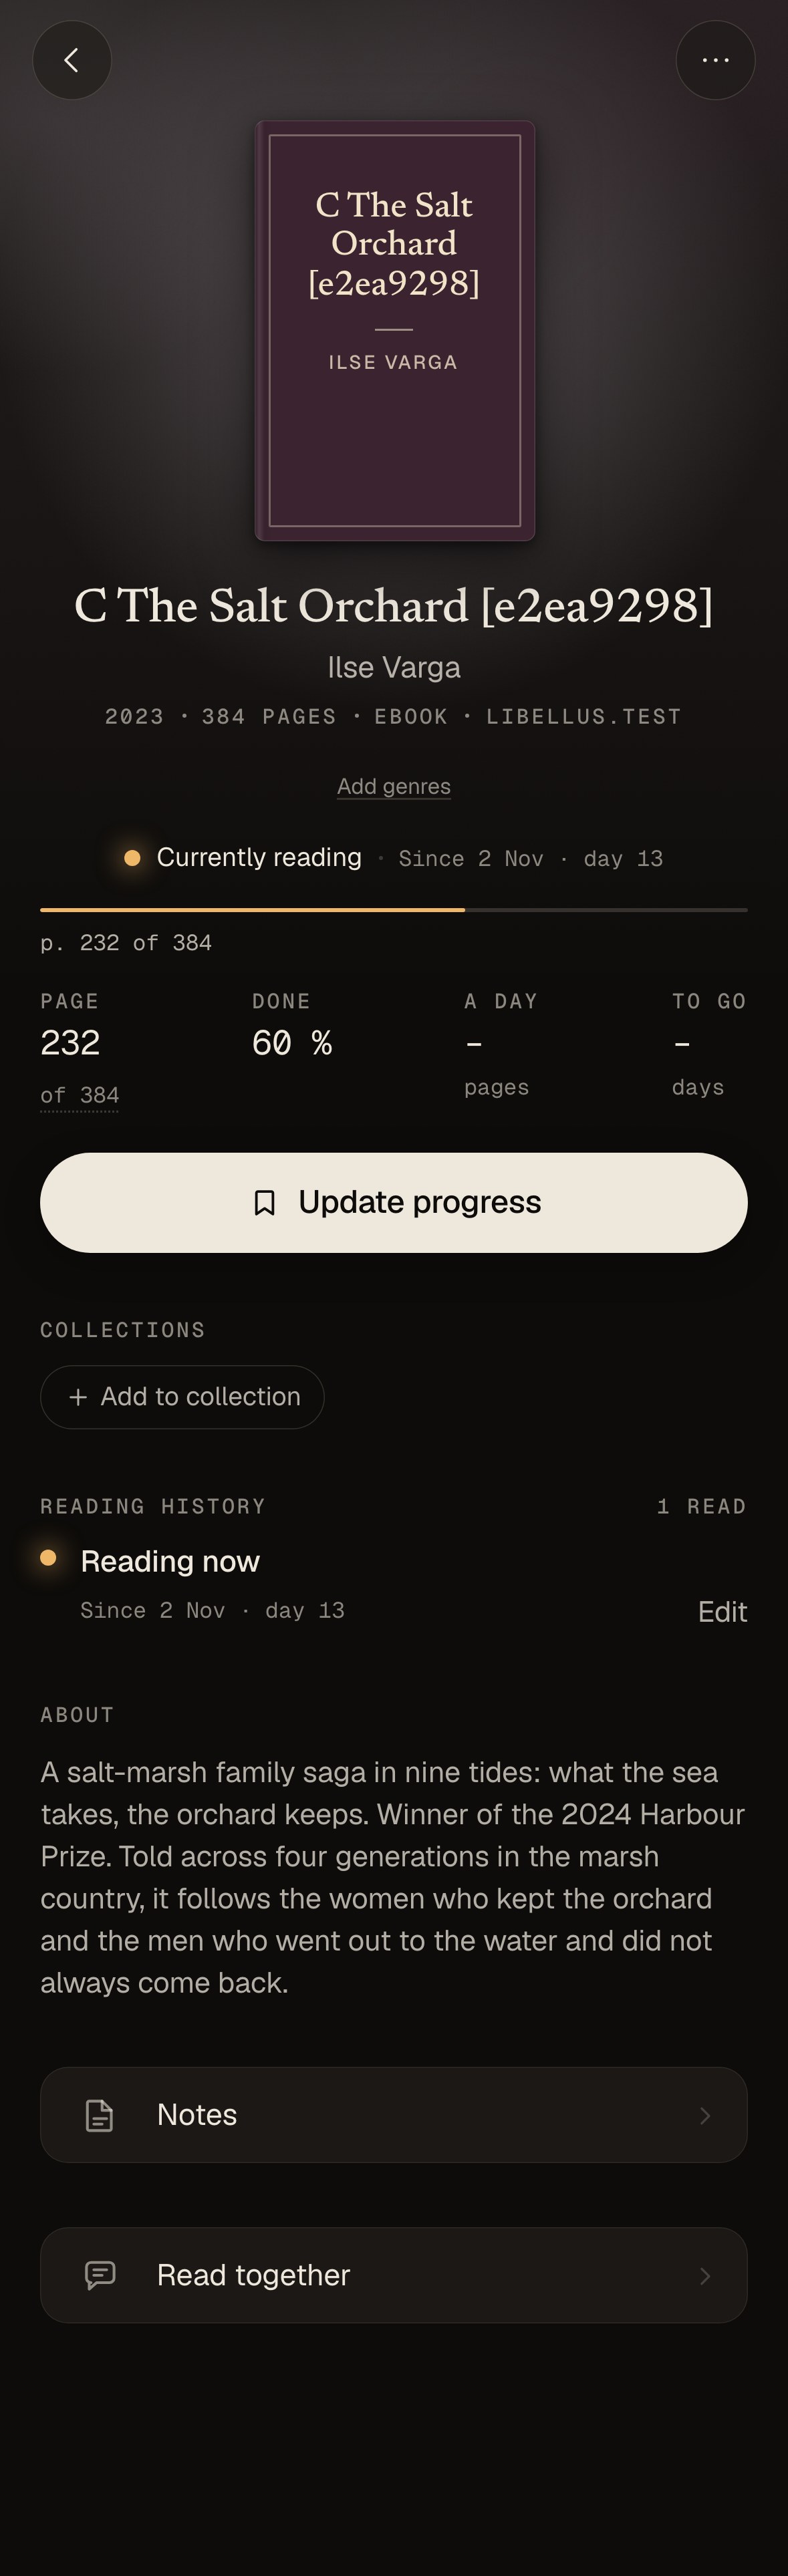 C The Salt
Orchard
[e2ea9298]
ILSE VARGA
C The Salt Orchard [e2ea9298]
Ilse Varga
2023 · 384 PAGES · EBOOK · LIBELLUS.TEST
Add genres
Currently reading · Since 2 Nov · day 13
p. 232 of 384
PAGE DONE A DAY TO GO
232 60 % – –
of 384 pages days
Update progress
COLLECTIONS
+ Add to collection
READING HISTORY 1 READ
Reading now
Since 2 Nov · day 13 Edit
ABOUT
A salt-marsh family saga in nine tides: what the sea
takes, the orchard keeps. Winner of the 2024 Harbour
Prize. Told across four generations in the marsh
country, it follows the women who kept the orchard
and the men who went out to the water and did not
always come back.
Notes
Read together